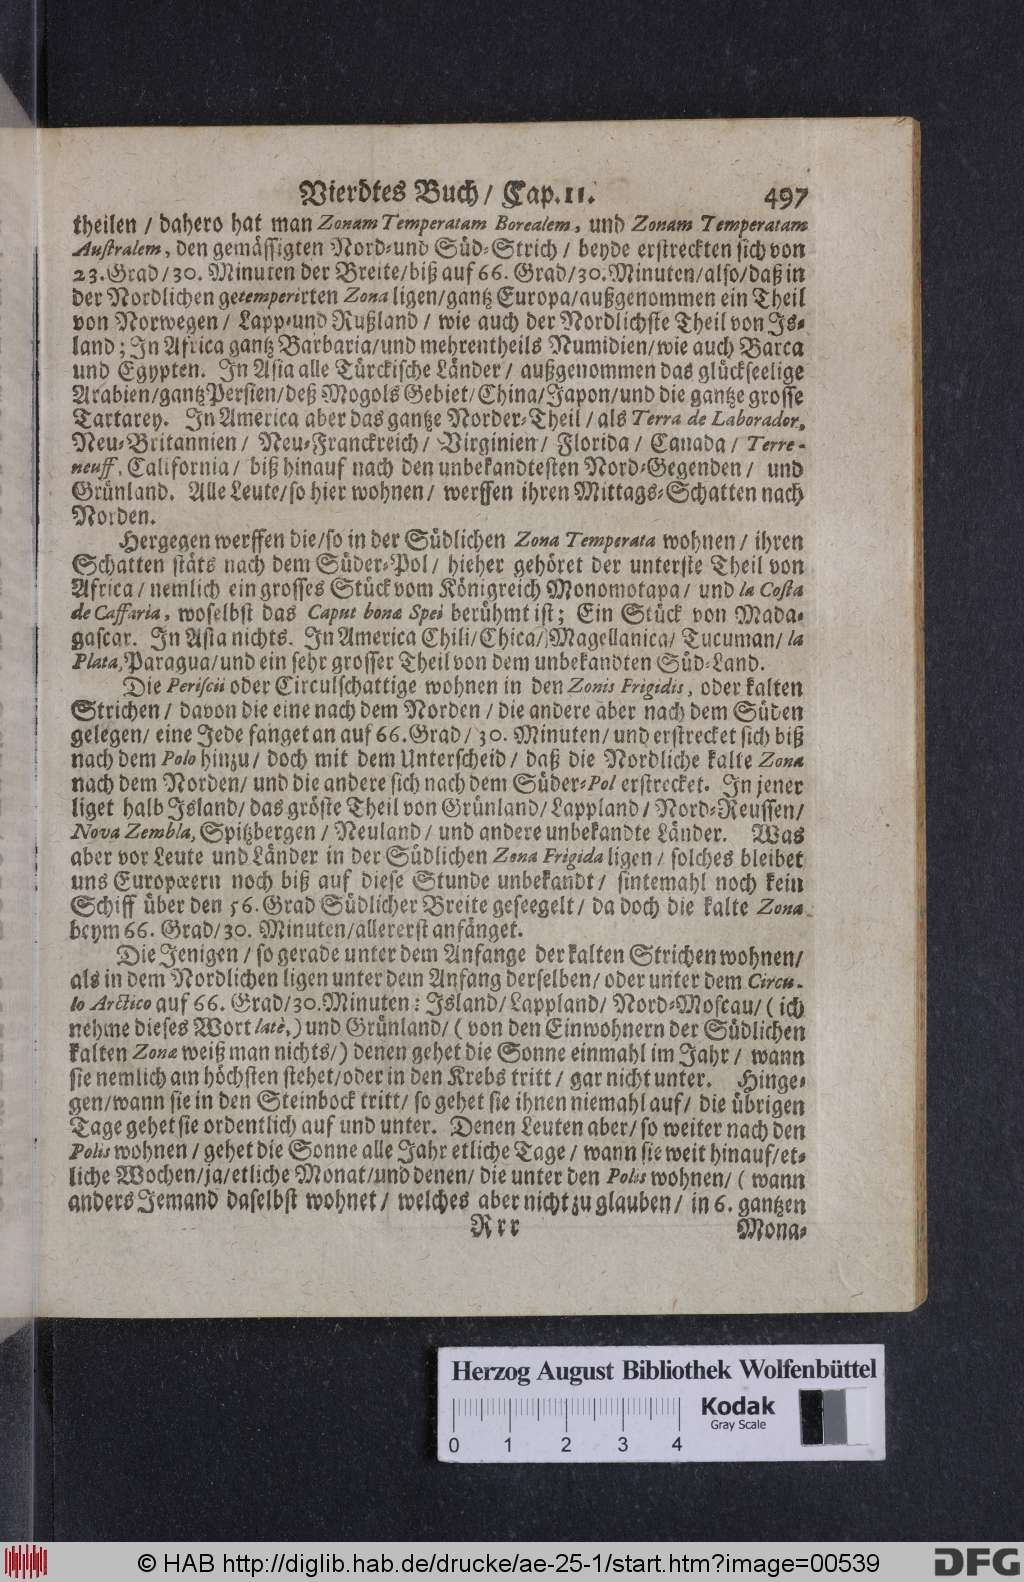 Vierdtes Buch / Cap. 11. 497
theilen / dahero hat man Zonam Temperatam Borealem, und Zonam Temperatam
Auſtralem, den gemäſſigten Nord-und Süd-Strich / beyde erſtreckten ſich von
23. Grad / 30. Minuten der Breite / biß auf 66. Grad / 30. Minuten / alſo / daß in
der Nordlichen getemperirten Zona ligen / gantz Europa / außgenommen ein Theil
von Norwegen / Lapp-und Rußland / wie auch der Nordlichſte Theil von Is-
land; In Africa gantz Barbaria / und mehrentheils Numidien / wie auch Barca
und Egypten. In Asia alle Türckiſche Länder / außgenommen das glückſeelige
Arabien / gantz Perſien / deß Mogols Gebiet / China / Japon / und die gantze groſſe
Tartarey. In America aber das gantze Norder-Theil / als Terra de Laborador,
Neu-Britannien / Neu-Franckreich / Virginien / Florida / Canada / Terre-
neuff, California / biß hinauf nach den unbekandteſten Nord-Gegenden / und
Grünland. Alle Leute / ſo hier wohnen / werffen ihren Mittags-Schatten nach
Norden.
Hergegen werffen die / ſo in der Südlichen Zona Temperata wohnen / ihren
Schatten ſtäts nach dem Süder-Pol / hieher gehöret der unterſte Theil von
Africa / nemlich ein groſſes Stück vom Königreich Monomotapa / und la Coſta
de Caffaria, woſelbſt das Caput bonæ Spei berühmt iſt; Ein Stück von Mada-
gaſcar. In Aſia nichts. In America Chili / Chica / Magellanica / Tucuman / la
Plata, Paragua / und ein ſehr groſſer Theil von dem unbekandten Süd-Land.
Die Periſcii oder Circulſchattige wohnen in den Zonis Frigidis, oder kalten
Strichen / davon die eine nach dem Norden / die andere aber nach dem Süden
gelegen / eine Jede fanget an auf 66. Grad / 30. Minuten / und erſtrecket ſich biß
nach dem Polo hinzu / doch mit dem Unterſcheid / daß die Nordliche kalte Zona
nach dem Norden / und die andere ſich nach dem Süder-Pol erſtrecket. In jener
liget halb Island / das gröſte Theil von Grünland / Lappland / Nord-Reuſſen /
Nova Zembla, Spitzbergen / Neuland / und andere unbekandte Länder. Was
aber vor Leute und Länder in der Südlichen Zona Frigida ligen / ſolches bleibet
uns Europæern noch biß auf dieſe Stunde unbekandt / ſintemahl noch kein
Schiff über den 56. Grad Südlicher Breite geſeegelt / da doch die kalte Zona
beym 66. Grad / 30. Minuten / allererſt anfänget.
Die Jenigen / ſo gerade unter dem Anfange der kalten Strichen wohnen /
als in dem Nordlichen ligen unter dem Anfang derſelben / oder unter dem Circu-
lo Arctico auf 66. Grad / 30. Minuten: Island / Lappland / Nord-Moſcau / ( ich
nehme dieſes Wort latè,) und Grünland / ( von den Einwohnern der Südlichen
kalten Zonæ weiß man nichts /) denen gehet die Sonne einmahl im Jahr / wann
ſie nemlich am höchſten ſtehet / oder in den Krebs tritt / gar nicht unter. Hinge-
gen / wann ſie in den Steinbock tritt / ſo gehet ſie ihnen niemahl auf / die übrigen
Tage gehet ſie ordentlich auf und unter. Denen Leuten aber / ſo weiter nach den
Polis wohnen / gehet die Sonne alle Jahr etliche Tage / wann ſie weit hinauf / et-
liche Wochen / ja / etliche Monat / und denen / die unter den Polis wohnen / ( wann
anders Jemand daſelbſt wohnet / welches aber nicht zu glauben / in 6. gantzen
Rrr Mona-
Herzog August Bibliothek Wolfenbüttel
Kodak
Gray Scale
0 1 2 3 4
© HAB http://diglib.hab.de/drucke/ae-25-1/start.htm?image=00539
DFG